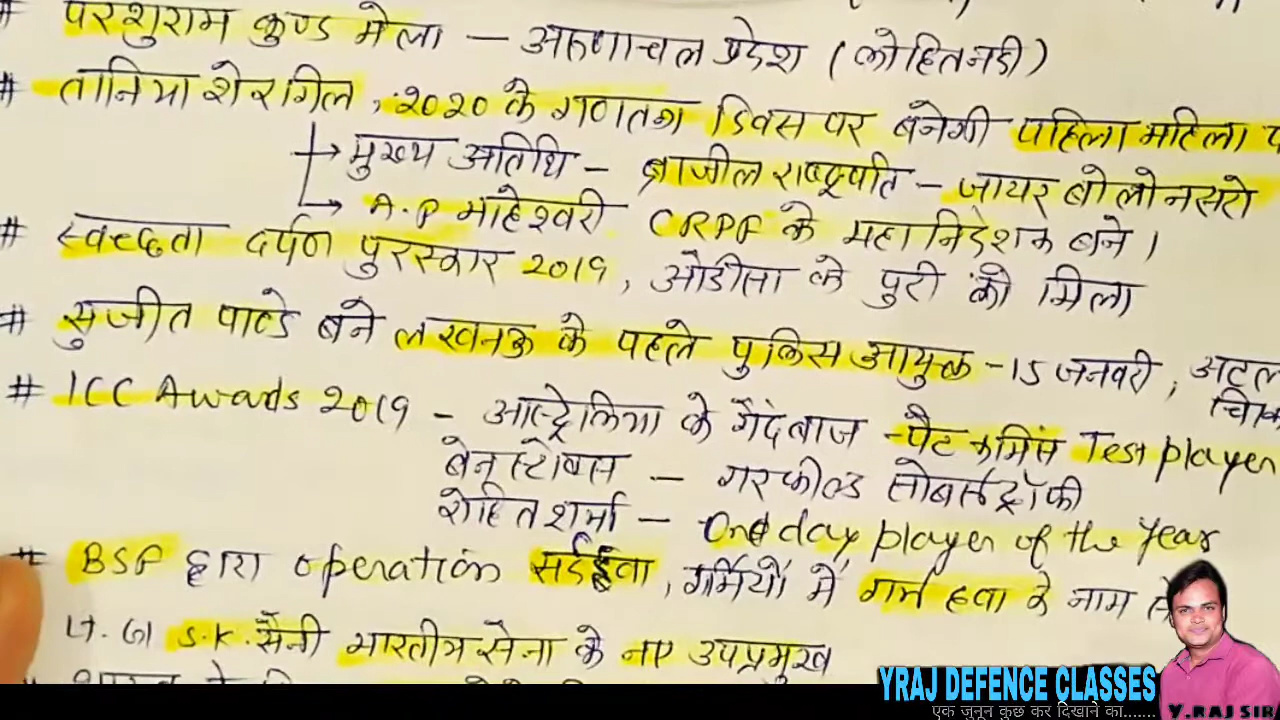 # परशुराम कुण्ड मेला — अरुणाचल प्रदेश (लोहित नदी)
# तानिया शेरगिल, 2020 के गणतंत्र दिवस पर बनेगी पहिला महिला
→ मुख्य अतिथि - ब्राजील राष्ट्रपति - जायर बोलोनसरो
→ A.P माहेश्वरी CRPF के महानिदेशक बने।
# स्वच्छता दर्पण पुरस्कार 2019, ओडीसा के पुरी को मिला
# सुजीत पाण्डे बने लखनऊ के पहले पुलिस आयुक्त - 15 जनवरी, अटल
# ICC Awards 2019 - आस्ट्रेलिया के गेंदबाज - पैट कमिंस Test player
बेन स्टोक्स — गरफील्ड सोबर्स ट्रॉफी
रोहित शर्मा — One day player of the Year
# BSF द्वारा operation सर्द हवा, गर्मियों में गर्म हवा के नाम से
S.K. सैनी भारतीय सेना के नए उपप्रमुख
YRAJ DEFENCE CLASSES
एक जुनून कुछ कर दिखाने का.......
Y.RAJ SIR